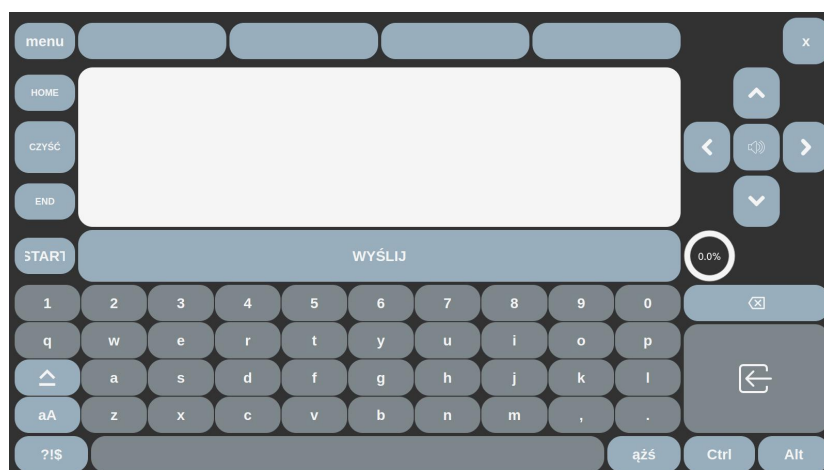 menu x
HOME
CZYŚĆ
END
START WYŚLIJ 0.0%
1 2 3 4 5 6 7 8 9 0
q w e r t y u i o p
a s d f g h j k l
aA z x c v b n m , .
?!$ ążś Ctrl Alt